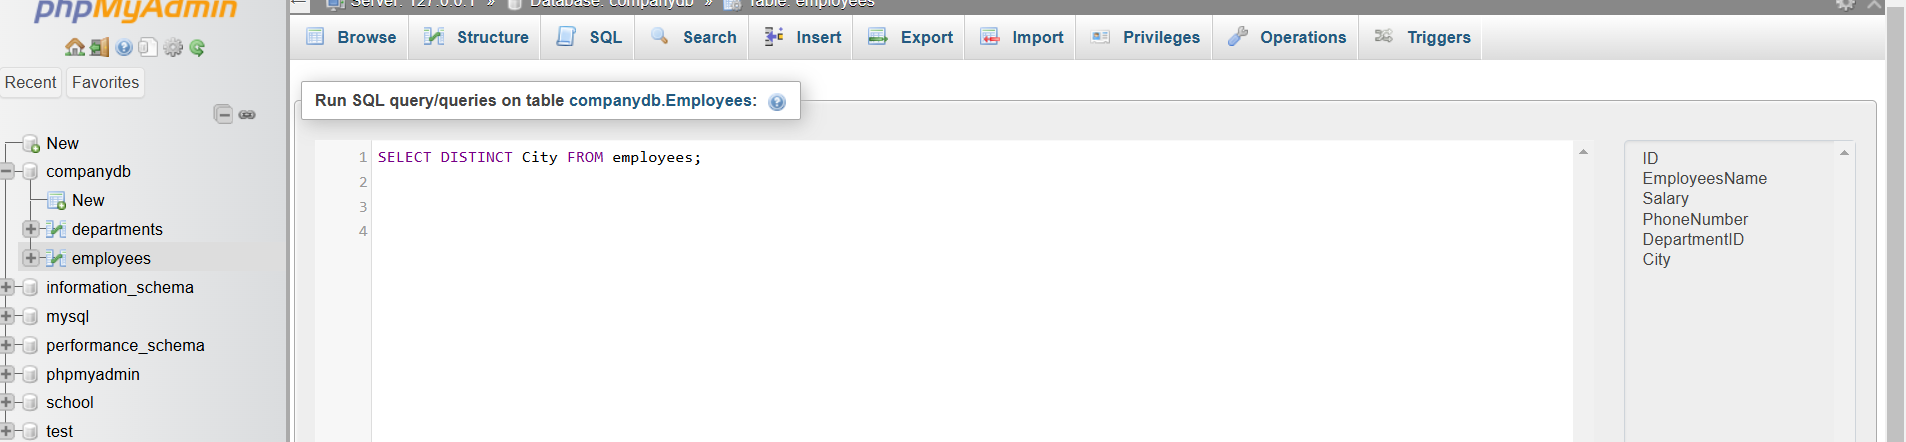 phpMyAdmin
Server: 127.0.0.1 » Database: companydb » Table: employees
Browse Structure SQL Search Insert Export Import Privileges Operations Triggers
Recent Favorites
Run SQL query/queries on table companydb.Employees:
New
companydb
New
departments
employees
information_schema
mysql
performance_schema
phpmyadmin
school
test
1 SELECT DISTINCT City FROM employees;
2
3
4
ID
EmployeesName
Salary
PhoneNumber
DepartmentID
City